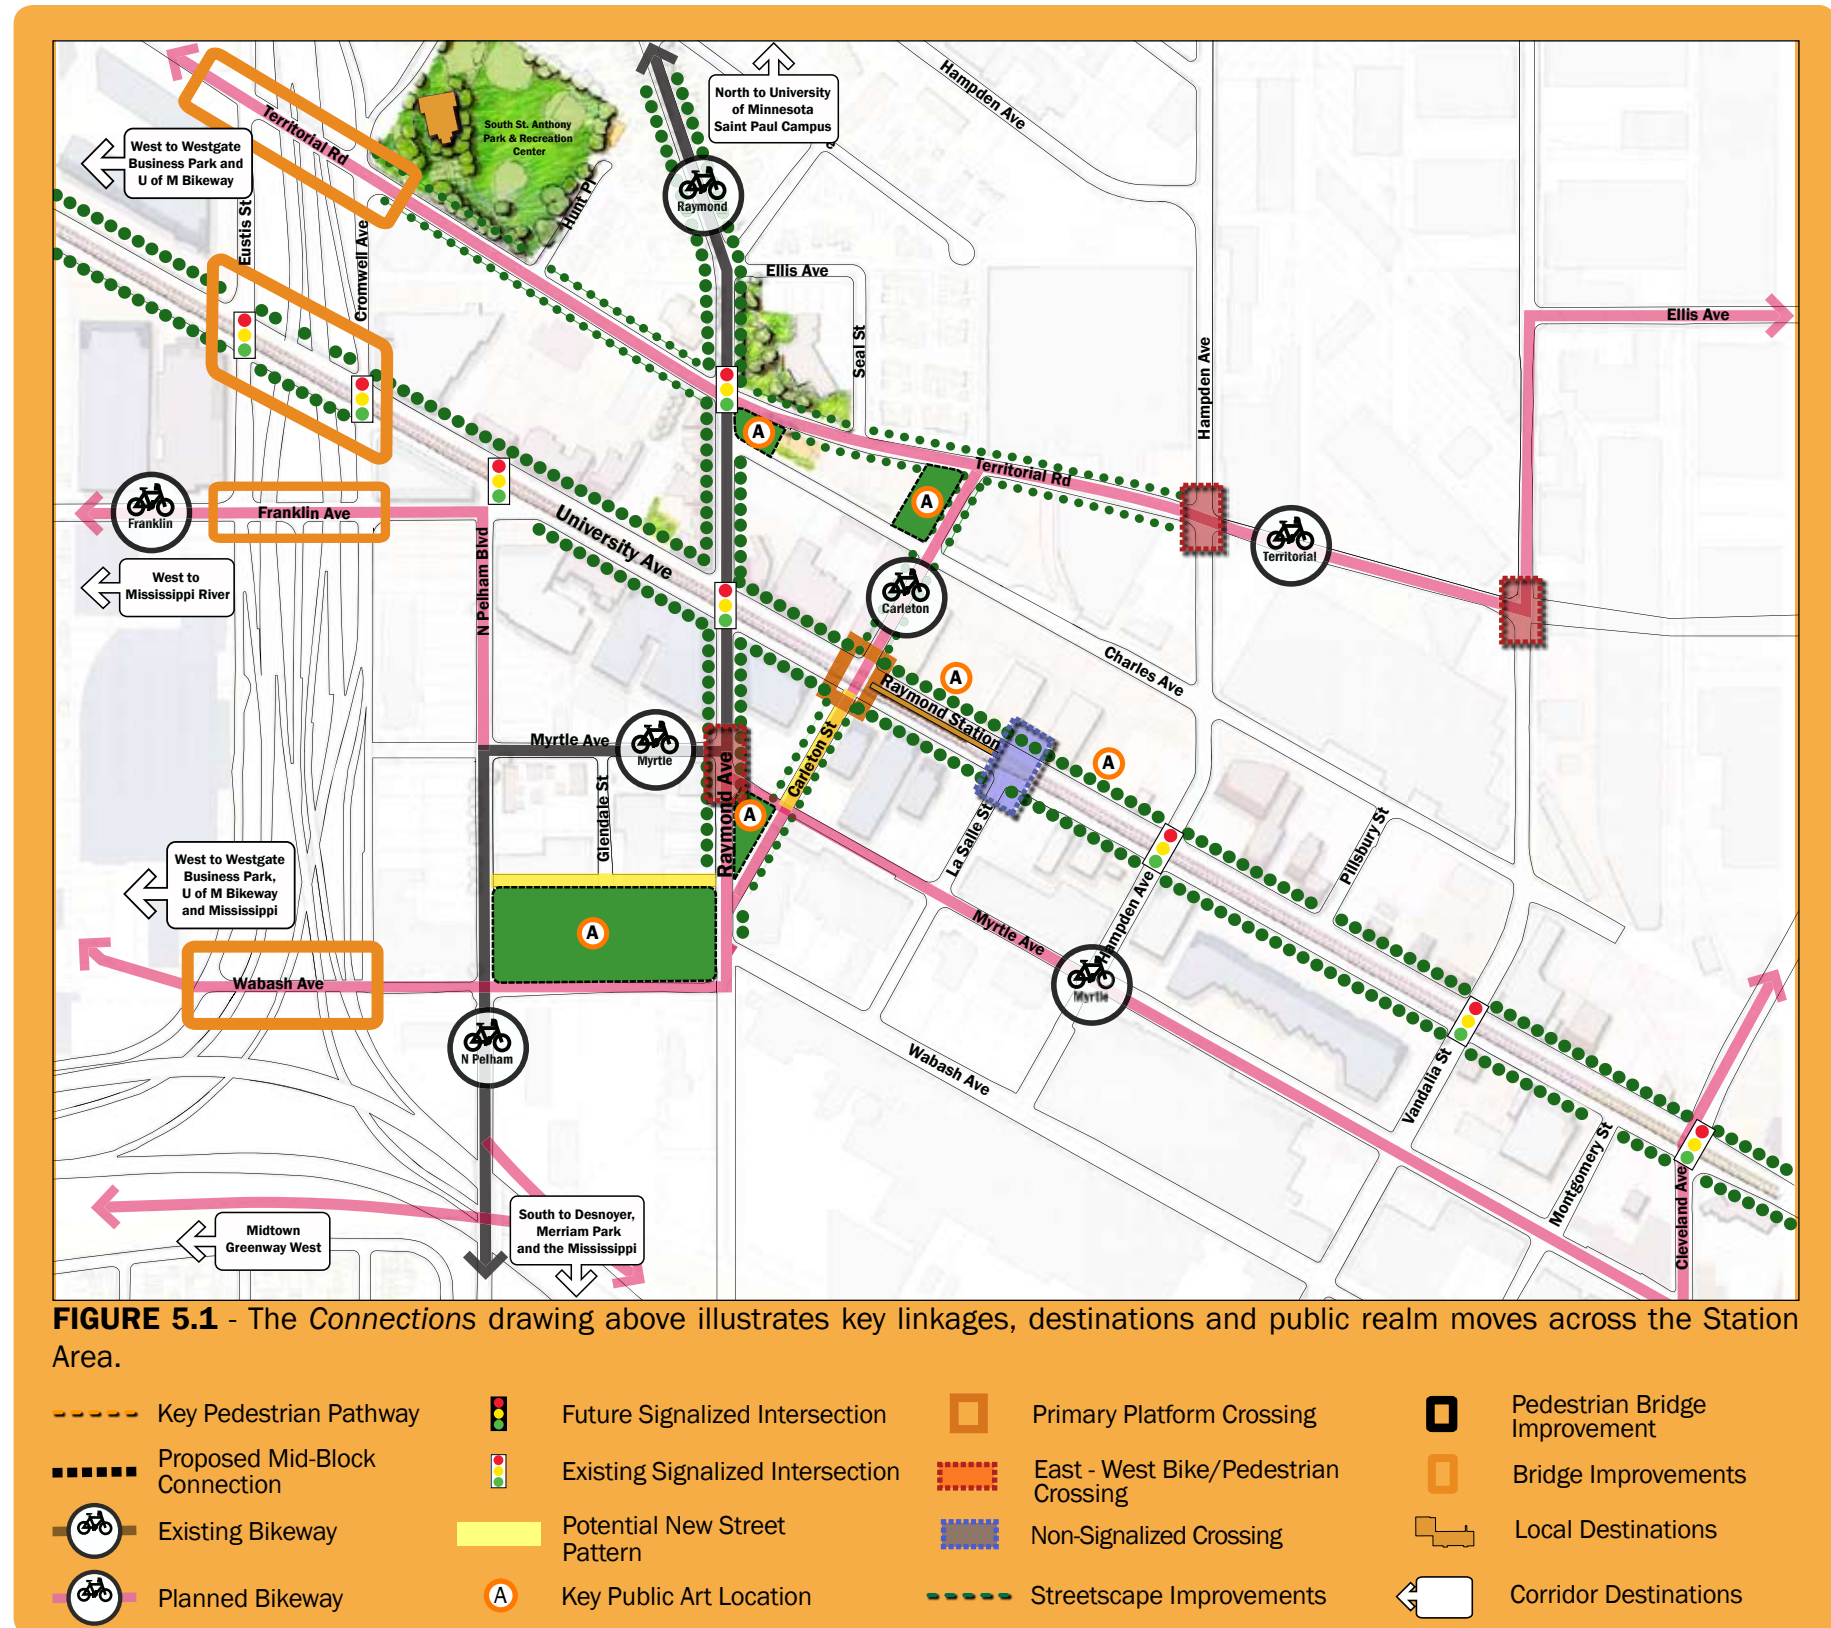 Hampden Ave
North to University
of Minnesota
Saint Paul Campus
South St. Anthony
Park & Recreation
Center
Territorial Rd
West to Westgate
Business Park and
U of M Bikeway
Hunt Pl
Raymond
Eustis St
Cromwell Ave
Ellis Ave
Seal St
Hampden Ave
Ellis Ave
A
Territorial Rd
A
Franklin
Franklin Ave
University Ave
N Pelham Blvd
Territorial
West to
Mississippi River
Carleton
Charles Ave
A
Raymond Station
Myrtle Ave
Myrtle
Raymond Ave
Carleton St
A
Glendale St
A
La Salle St
Pillsbury St
West to Westgate
Business Park,
U of M Bikeway
and Mississippi
A
Myrtle Ave
Hampden Ave
Myrtle
Wabash Ave
N Pelham
Wabash Ave
Vandalia St
Montgomery St
Cleveland Ave
Midtown
Greenway West
South to Desnoyer,
Merriam Park
and the Mississippi
FIGURE 5.1 - The Connections drawing above illustrates key linkages, destinations and public realm moves across the Station
Area.
Key Pedestrian Pathway
Proposed Mid-Block
Connection
Existing Bikeway
Planned Bikeway
Future Signalized Intersection
Existing Signalized Intersection
Potential New Street
Pattern
A
Key Public Art Location
Primary Platform Crossing
East - West Bike/Pedestrian
Crossing
Non-Signalized Crossing
Streetscape Improvements
Pedestrian Bridge
Improvement
Bridge Improvements
Local Destinations
Corridor Destinations